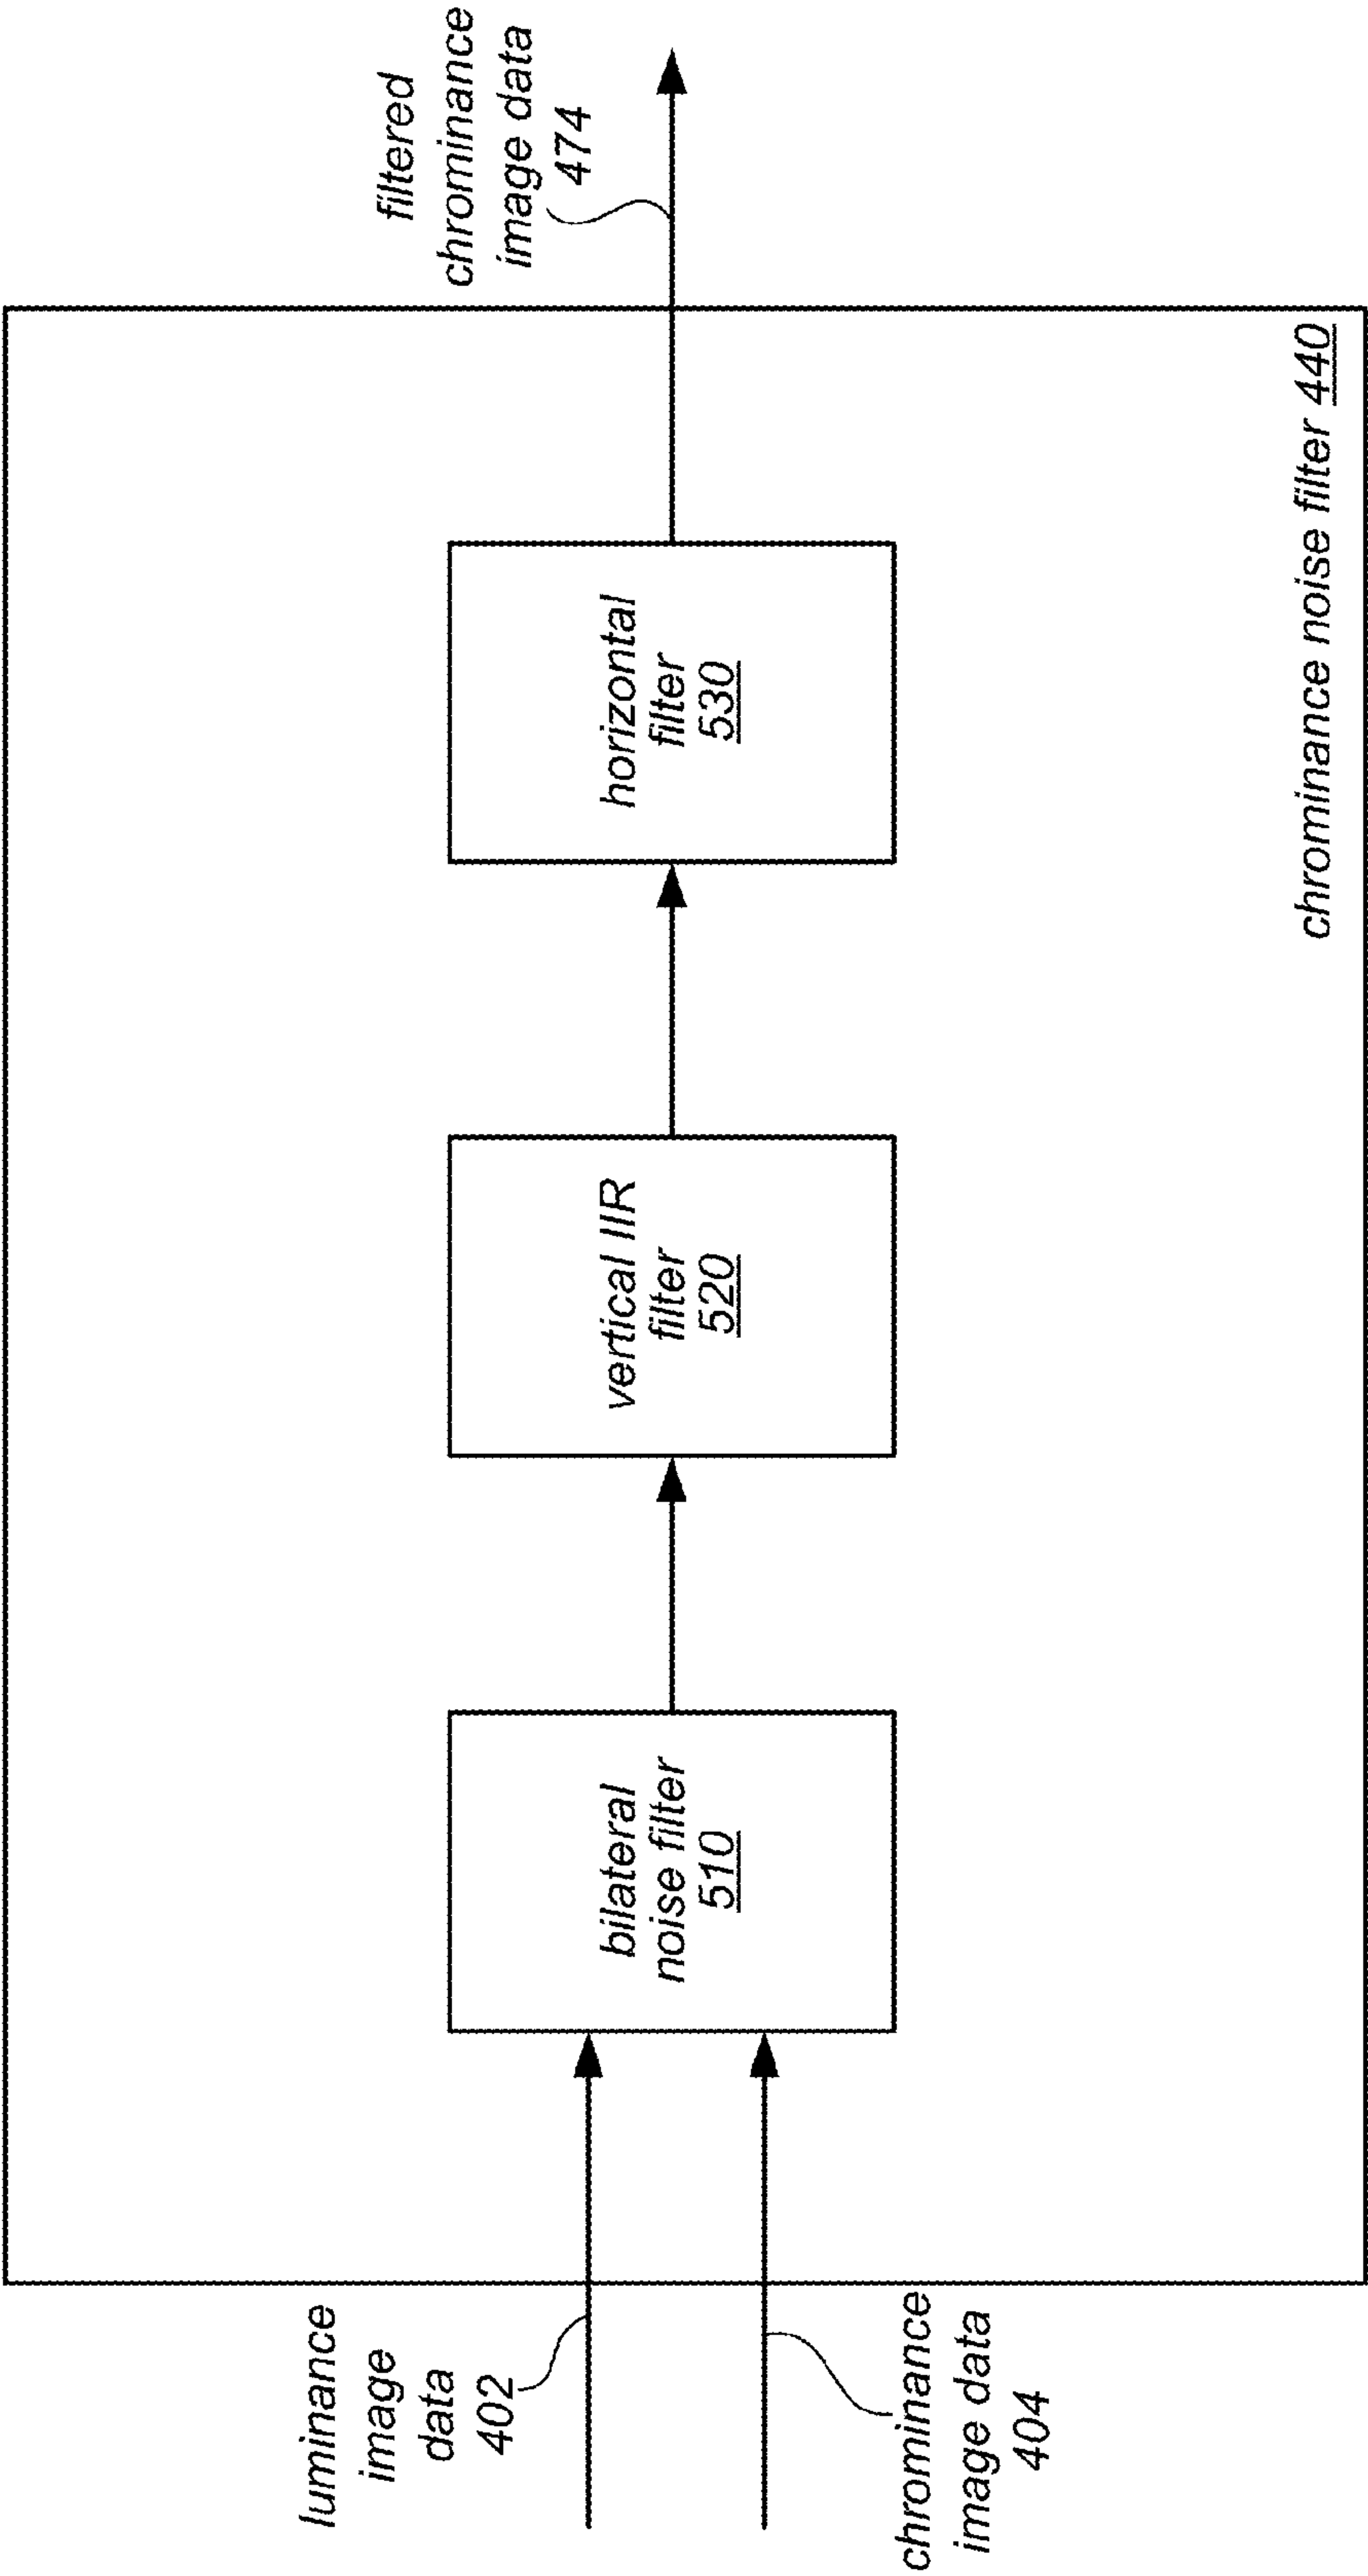 luminance
image
data
402
chrominance
image data
404
bilateral
noise filter
510
vertical IIR
filter
520
horizontal
filter
530
filtered
chrominance
image data
474
chrominance noise filter 440